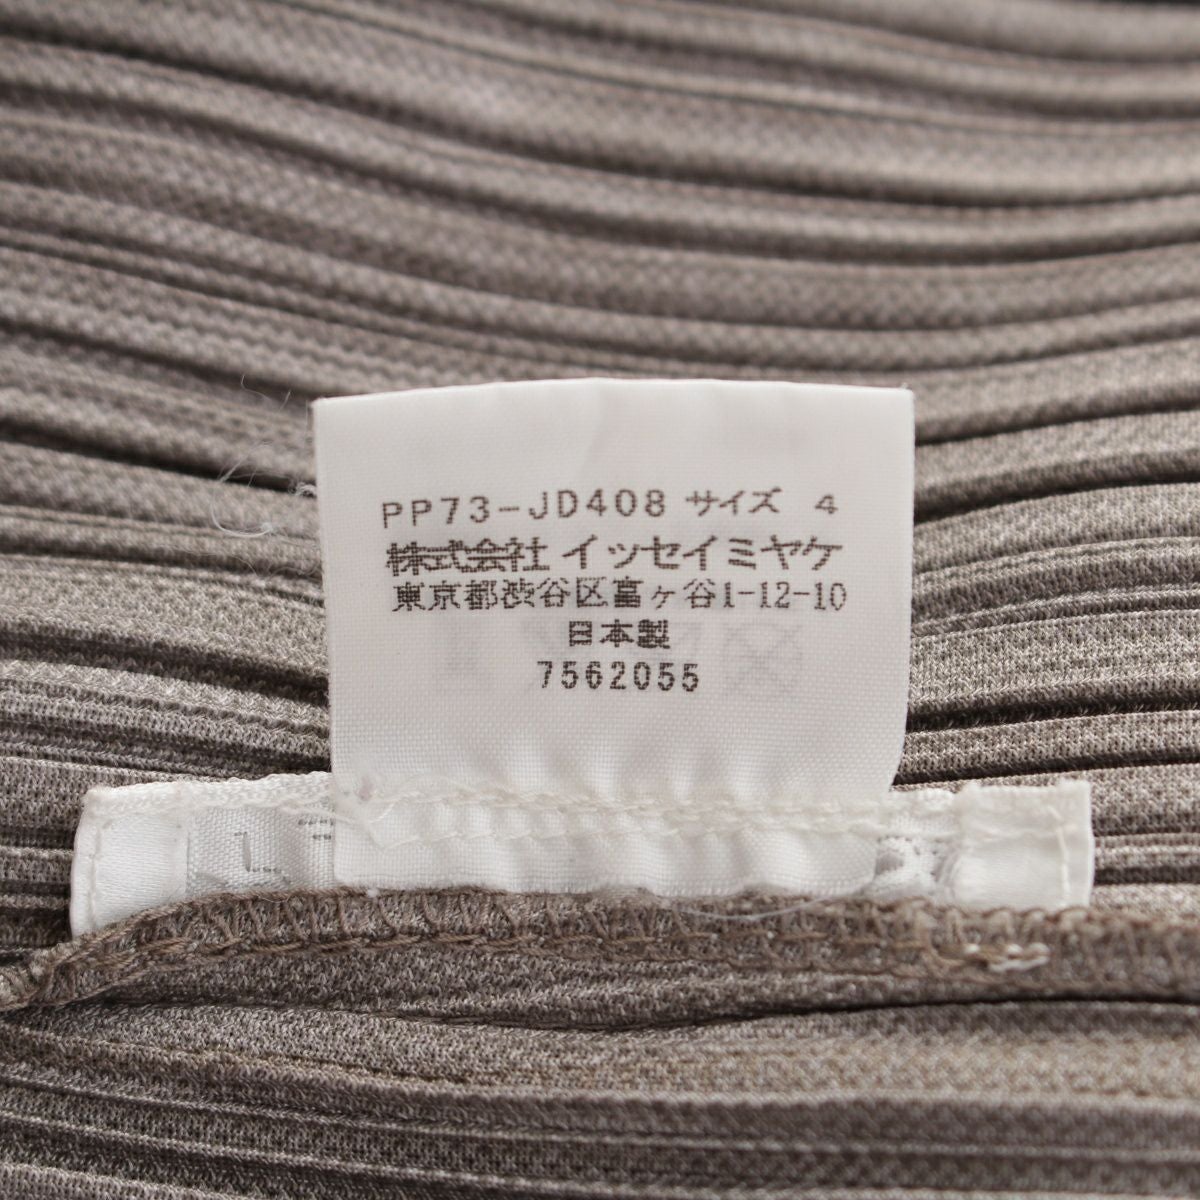 PP73-JD408 サイズ 4
株式会社 イッセイミヤケ
東京都渋谷区富ヶ谷1-12-10
日本製
7562055